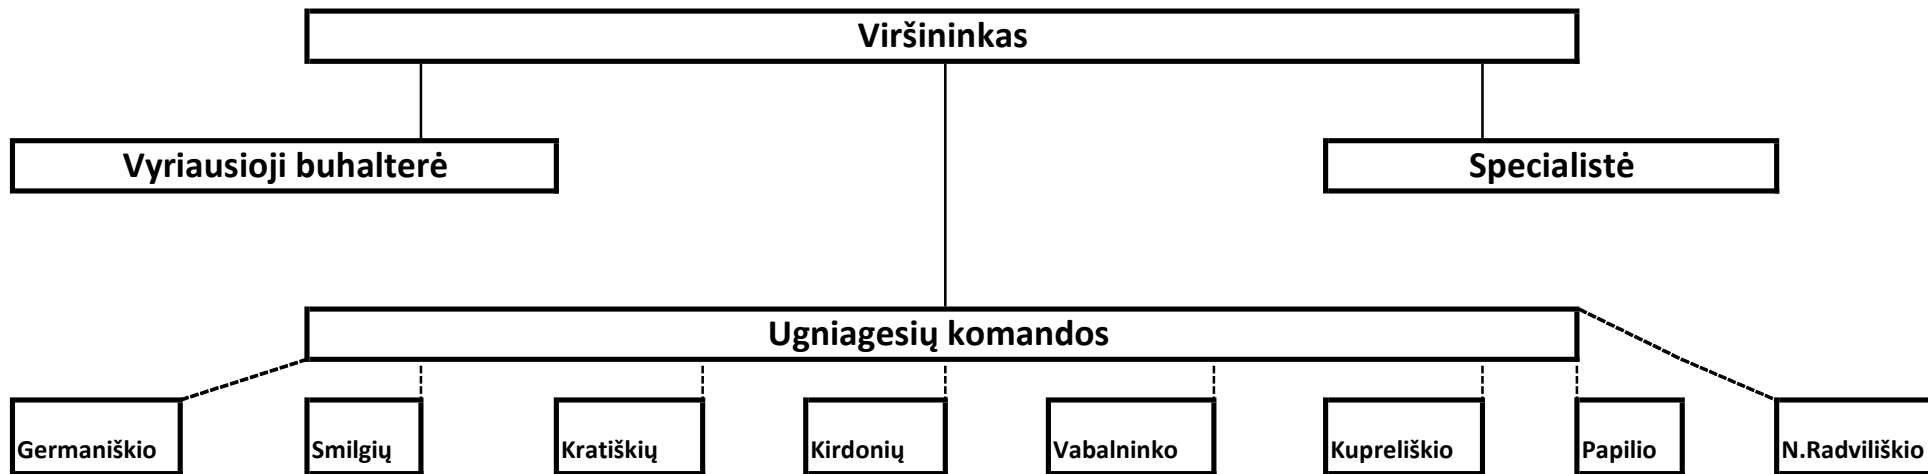 Viršininkas
Vyriausioji buhalterė
Specialistė
Ugniagesių komandos
Germaniškio
Smilgių
Kratiškių
Kirdonių
Vabalninko
Kupreliškio
Papilio
N.Radviliškio